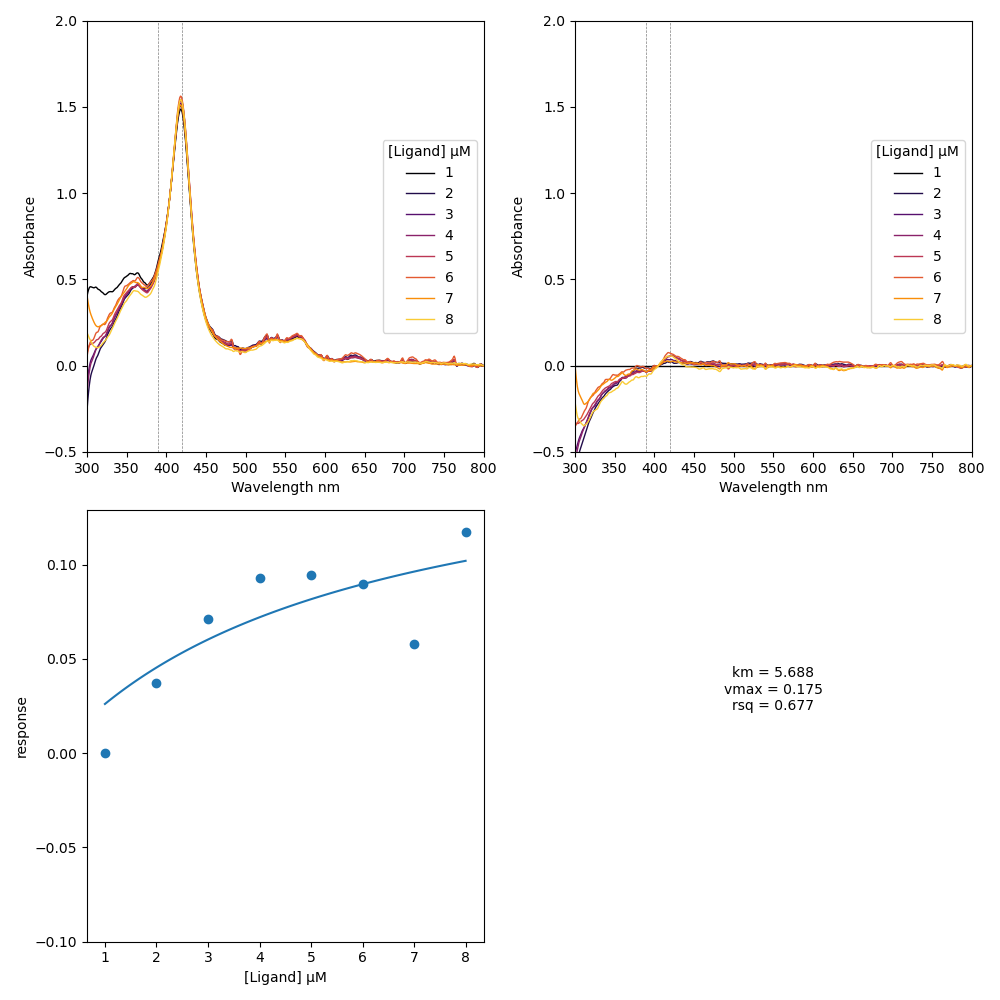 2.0
1.5
1.0
0.5
0.0
−0.5
Absorbance
300 350 400 450 500 550 600 650 700 750 800
Wavelength nm
[Ligand] µM
1
2
3
4
5
6
7
8
2.0
1.5
1.0
0.5
0.0
−0.5
Absorbance
300 350 400 450 500 550 600 650 700 750 800
Wavelength nm
[Ligand] µM
1
2
3
4
5
6
7
8
0.10
0.05
0.00
−0.05
−0.10
response
1 2 3 4 5 6 7 8
[Ligand] µM
km = 5.688
vmax = 0.175
rsq = 0.677